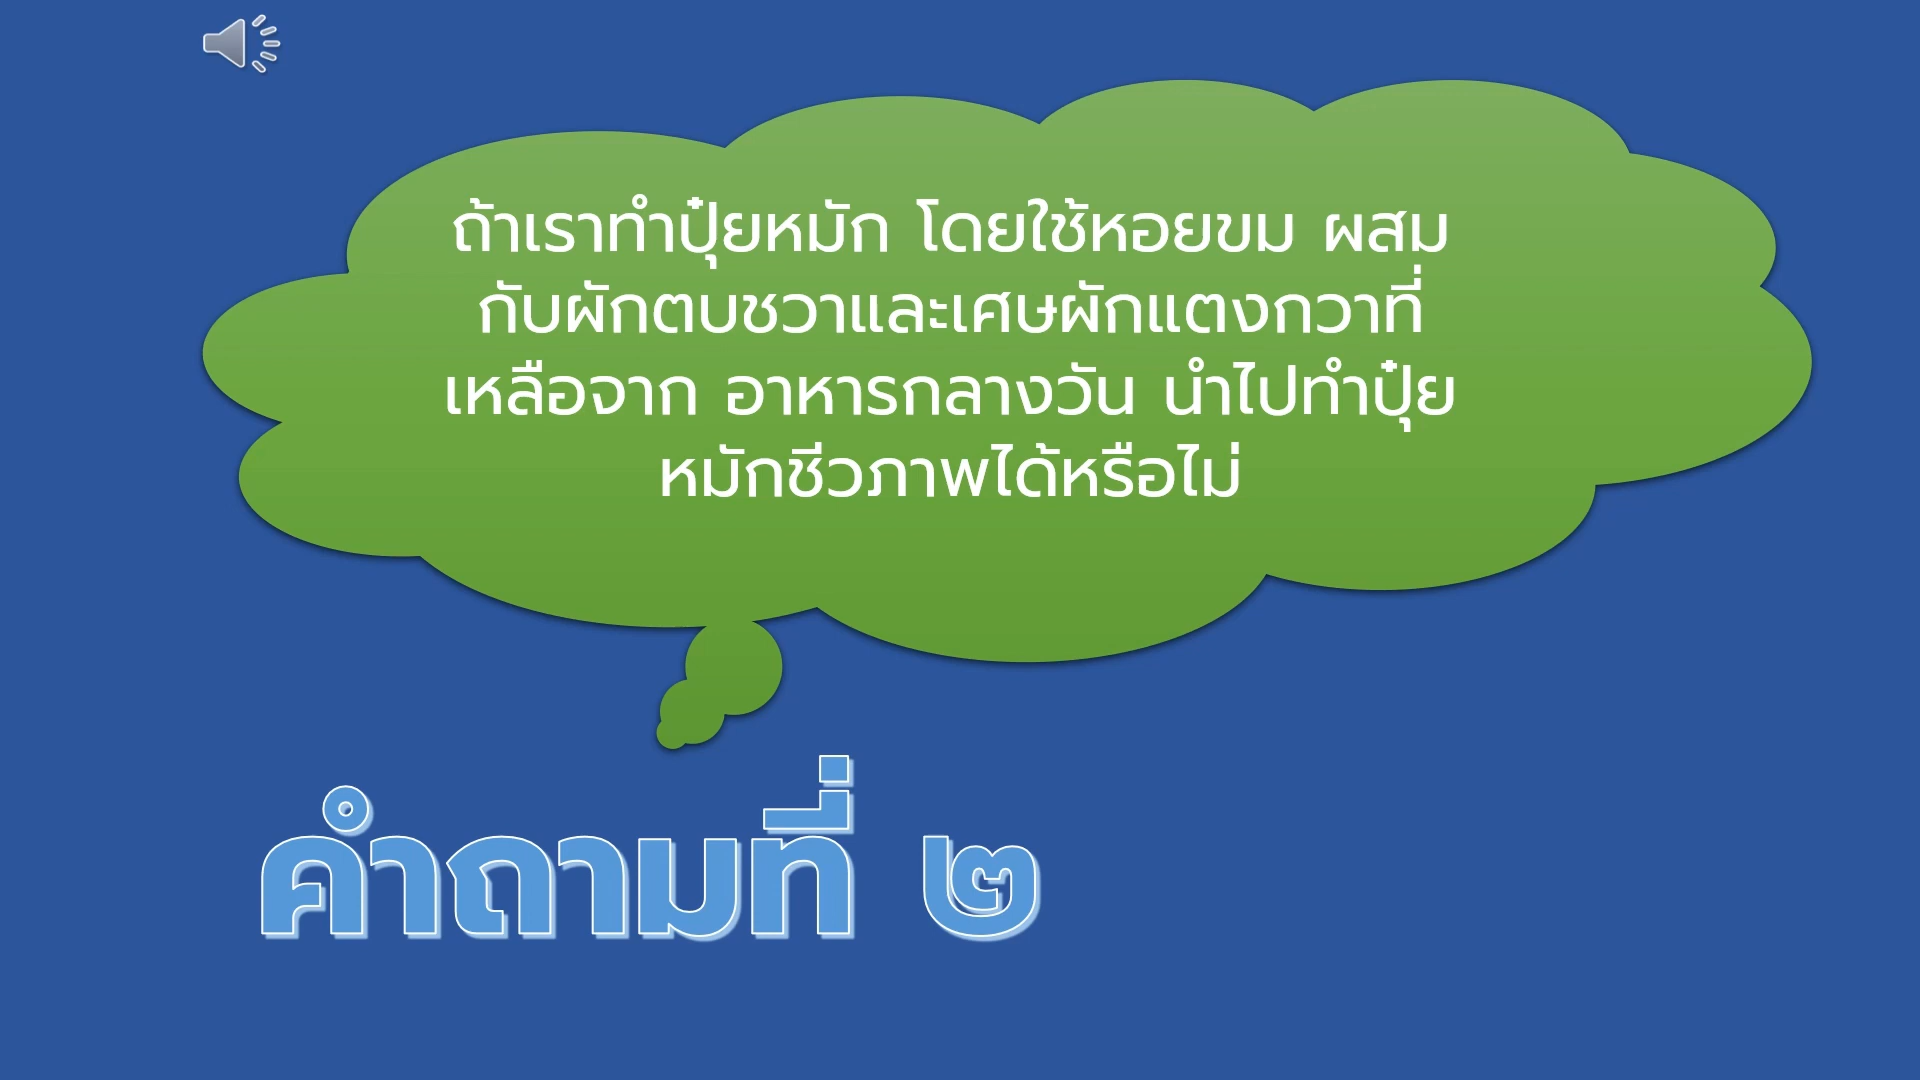 ถ้าเราทำปุ๋ยหมัก โดยใช้หอยขม ผสม
กับผักตบชวาและเศษผักแตงกวาที่
เหลือจาก อาหารกลางวัน นำไปทำปุ๋ย
หมักชีวภาพได้หรือไม่
คำถามที่ ๒